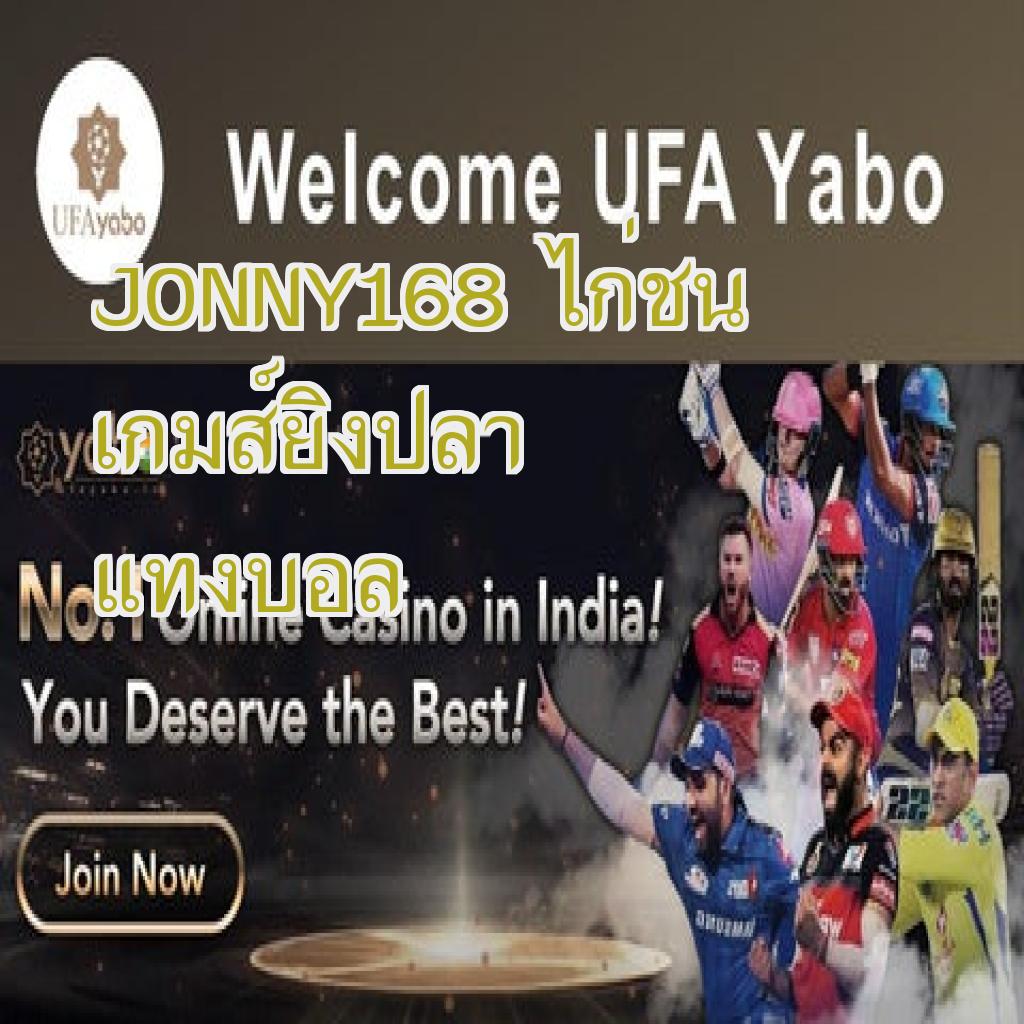 Welcome UFA Yabo
UFAyabo
JONNY168 ไก่ชน
เกมส์ยิงปลา
แทงบอล
No.1 Online Casino in India!
You Deserve the Best!
Join Now
22